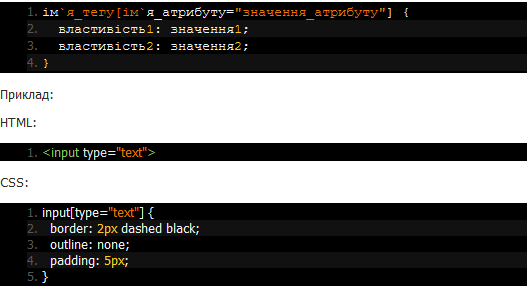 1. ім`я_тегу[ім`я_атрибуту="значення_атрибуту"] {
2. властивість1: значення1;
3. властивість2: значення2;
4. }
Приклад:
HTML:
1. <input type="text">
CSS:
1. input[type="text"] {
2. border: 2px dashed black;
3. outline: none;
4. padding: 5px;
5. }